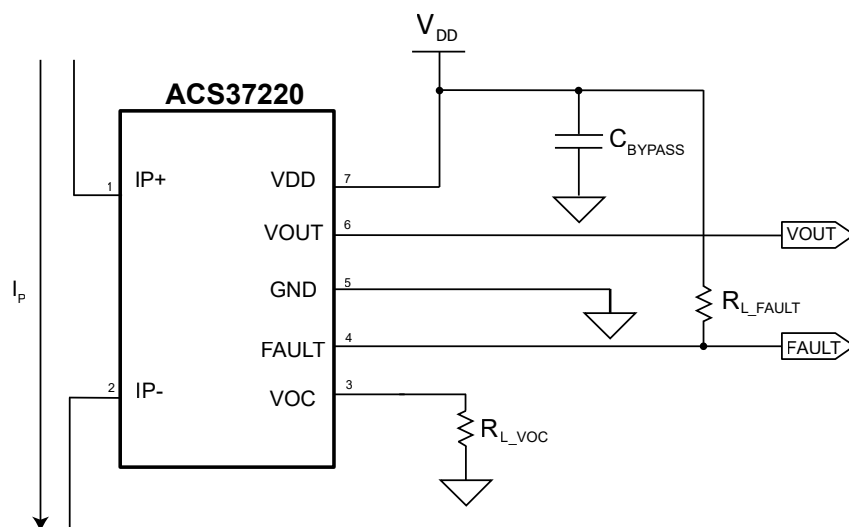 V_DD
ACS37220
C_BYPASS
1 IP+ VDD 7
VOUT 6 VOUT
I_P
GND 5
R_L_FAULT
FAULT 4 FAULT
2 IP- VOC 3
R_L_VOC